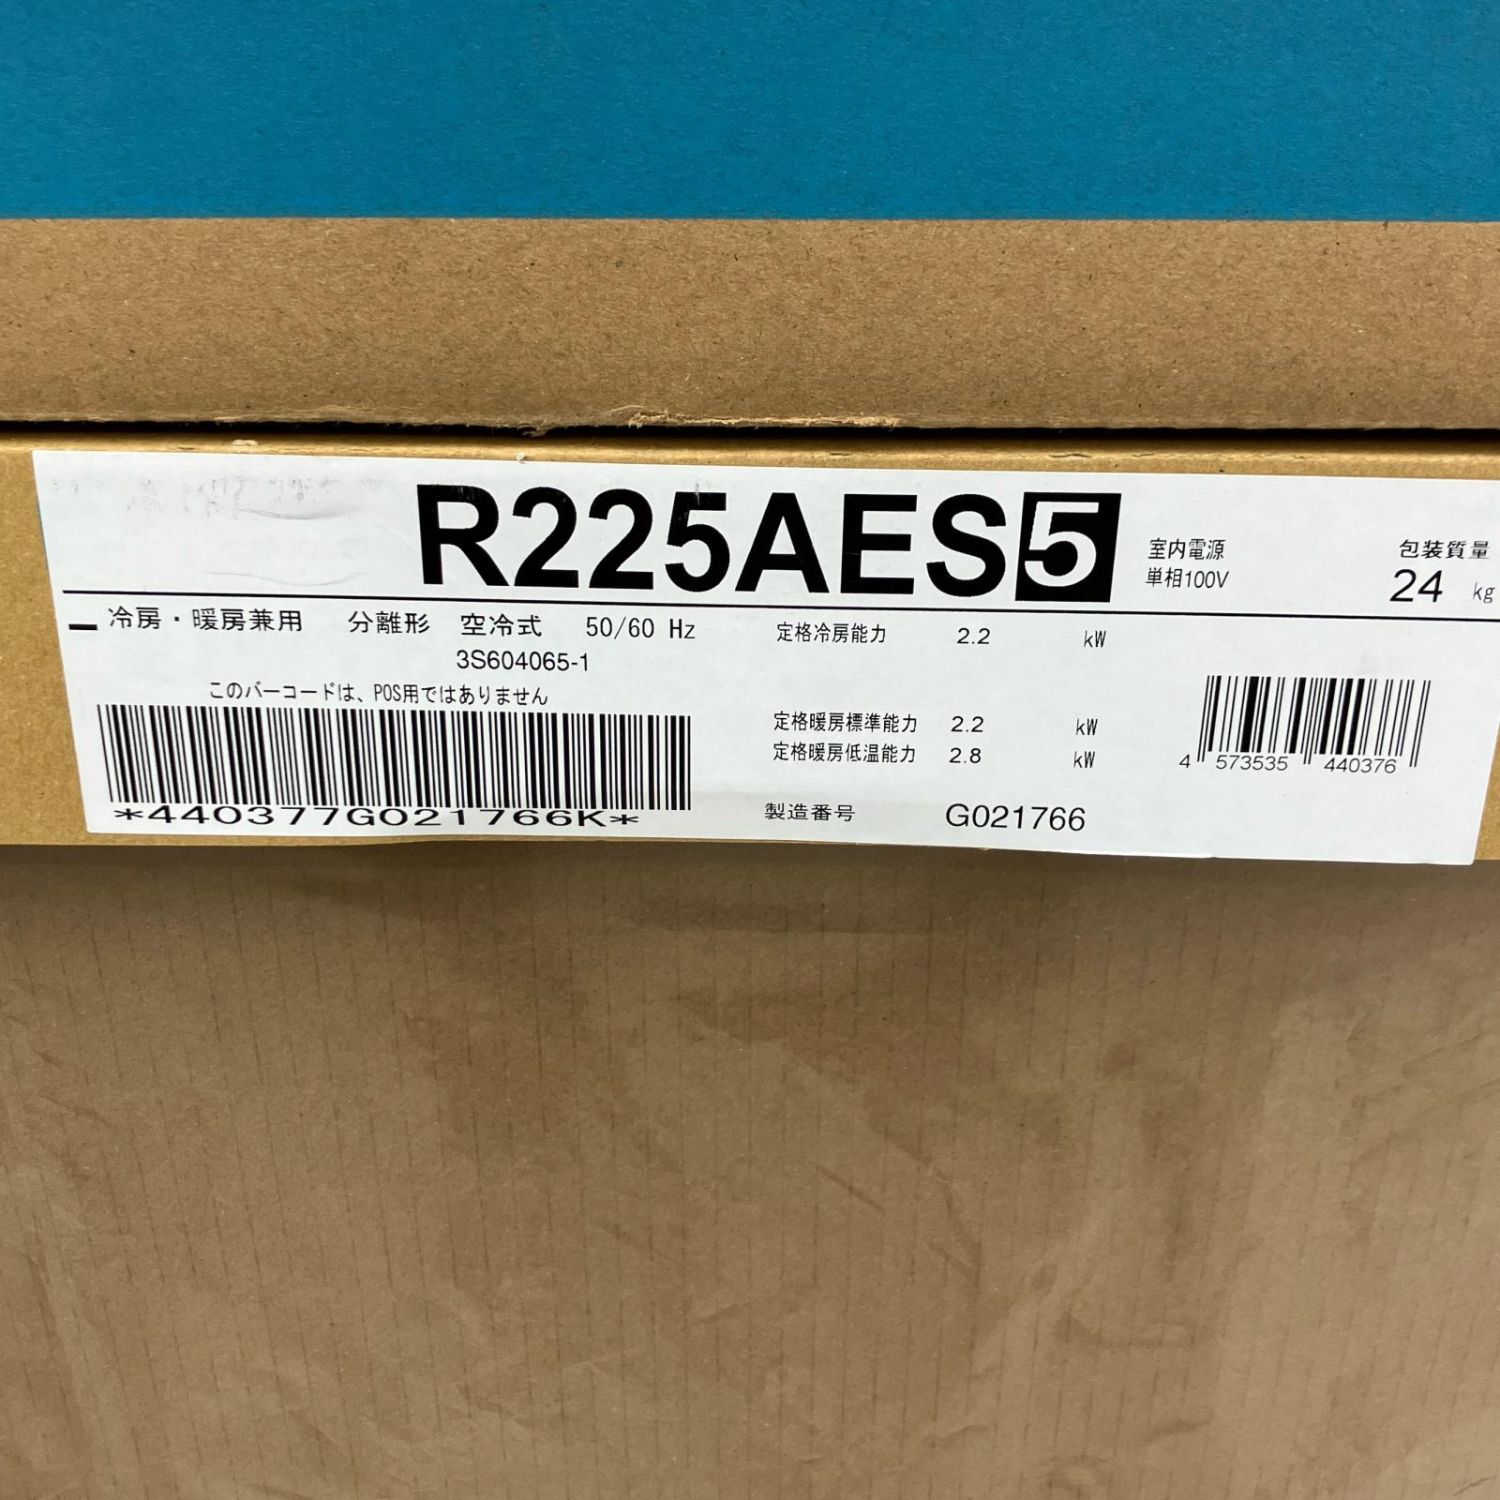 R225AES5
室内電源
単相100V
包装質量
24 kg
冷房・暖房兼用 分離形 空冷式 50/60 Hz
3S604065-1
このバーコードは、POS用ではありません
*440377G021766K*
定格冷房能力 2.2 kW
定格暖房標準能力 2.2 kW
定格暖房低温能力 2.8 kW
製造番号 G021766
4 573535 440376